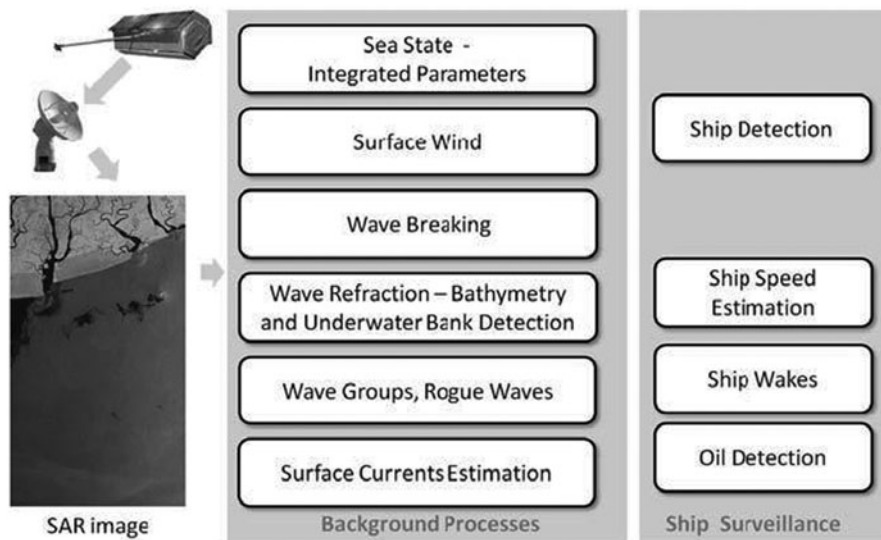 Sea State -
Integrated Parameters
Surface Wind
Wave Breaking
Wave Refraction – Bathymetry
and Underwater Bank Detection
Wave Groups, Rogue Waves
Surface Currents Estimation
Background Processes
Ship Detection
Ship Speed
Estimation
Ship Wakes
Oil Detection
Ship Surveillance
SAR image